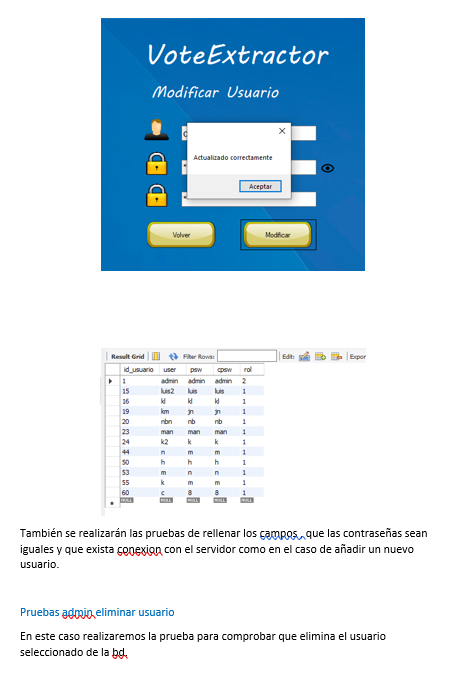 VoteExtractor
Modificar Usuario
Actualizado correctamente
Aceptar
Volver
Modificar
Result Grid
Filter Rows:
Edit:
Expor
id_usuario user psw cpsw rol
1 admin admin admin 2
15 luis2 luis luis 1
16 kl kl kl 1
19 km jn jn 1
20 nbn nb nb 1
23 man man man 1
24 k2 k k 1
44 n m m 1
50 h h h 1
53 m n n 1
55 k m m 1
60 c 8 8 1
NULL NULL NULL NULL NULL
También se realizarán las pruebas de rellenar los campos , que las contraseñas sean
iguales y que exista conexion con el servidor como en el caso de añadir un nuevo
usuario.
Pruebas admin eliminar usuario
En este caso realizaremos la prueba para comprobar que elimina el usuario
seleccionado de la bd.